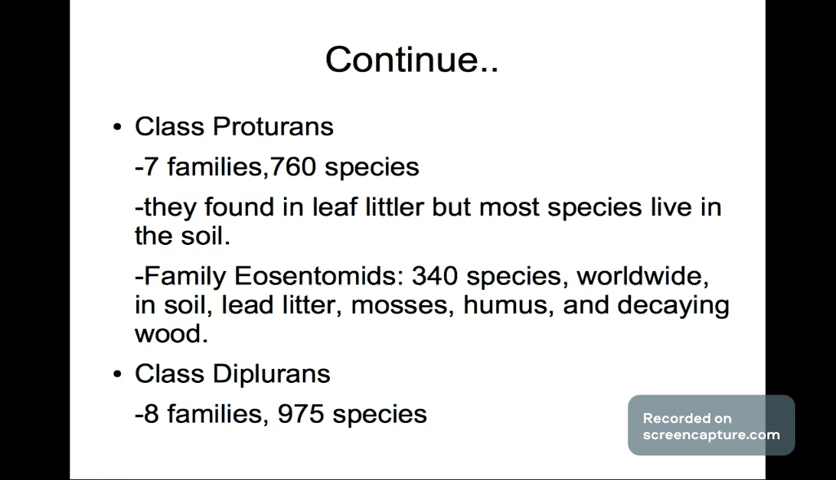 Continue..
• Class Proturans
-7 families,760 species
-they found in leaf littler but most species live in
the soil.
-Family Eosentomids: 340 species, worldwide,
in soil, lead litter, mosses, humus, and decaying
wood.
• Class Diplurans
-8 families, 975 species
Recorded on
screencapture.com